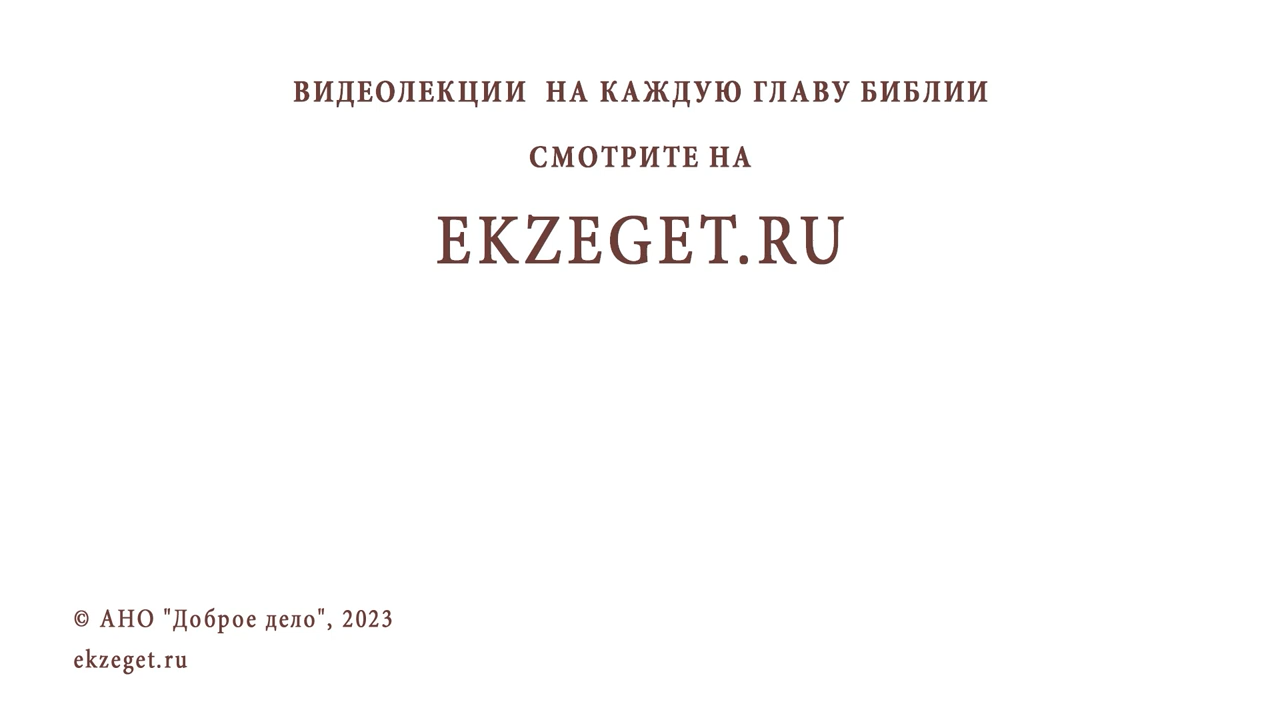 ВИДЕОЛЕКЦИИ НА КАЖДУЮ ГЛАВУ БИБЛИИ
СМОТРИТЕ НА
EKZEGET.RU
© АНО "Доброе дело", 2023
ekzeget.ru